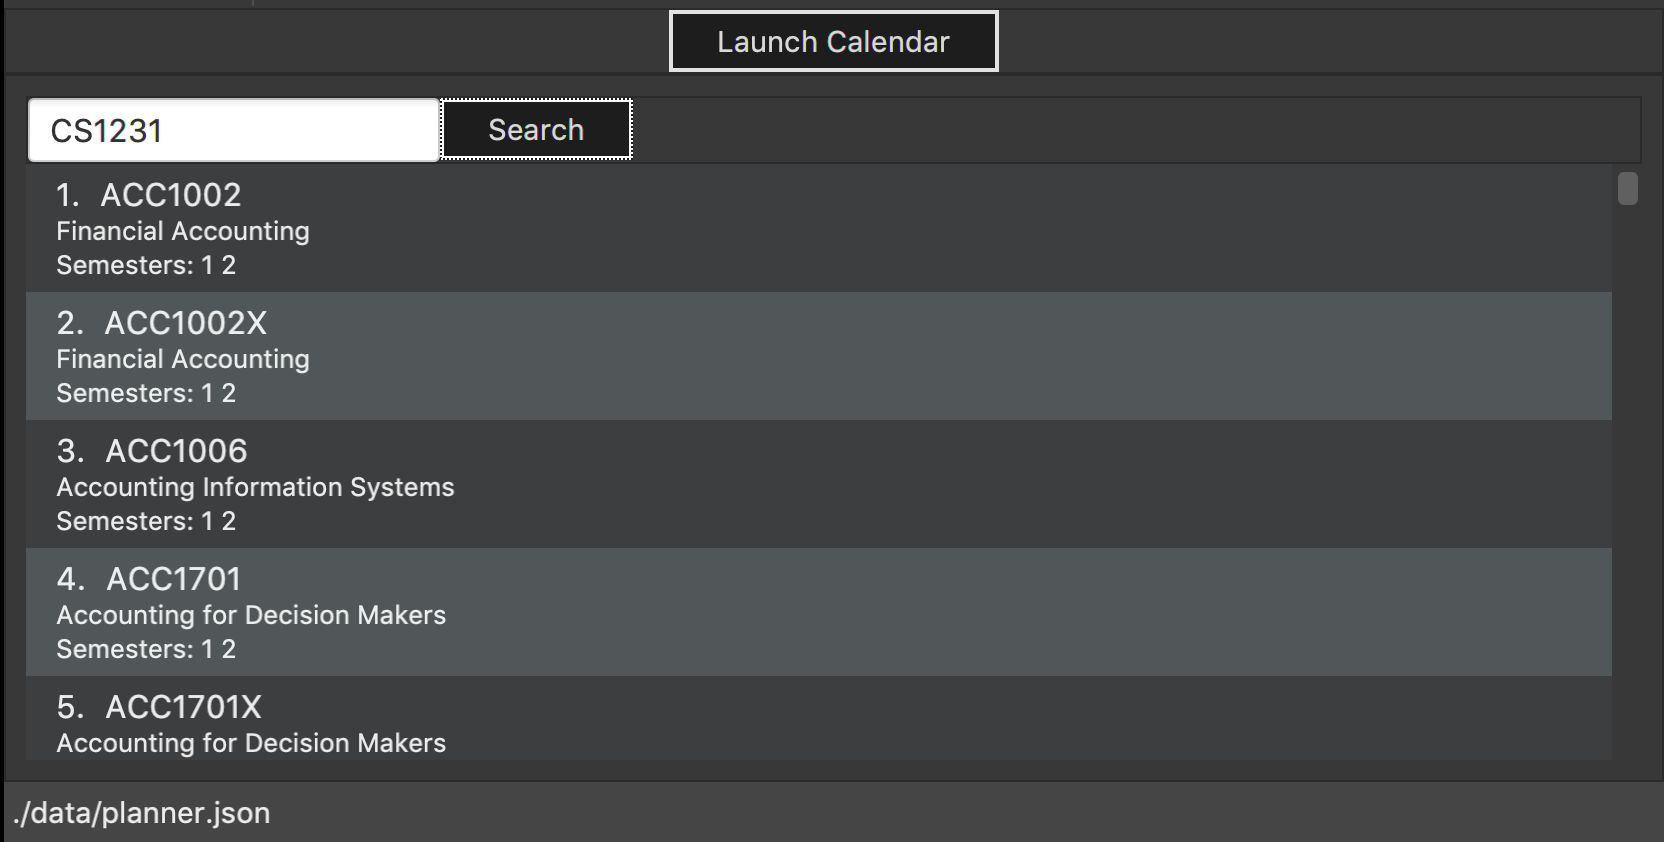 Launch Calendar
CS1231 Search
1. ACC1002
Financial Accounting
Semesters: 1 2
2. ACC1002X
Financial Accounting
Semesters: 1 2
3. ACC1006
Accounting Information Systems
Semesters: 1 2
4. ACC1701
Accounting for Decision Makers
Semesters: 1 2
5. ACC1701X
Accounting for Decision Makers
./data/planner.json